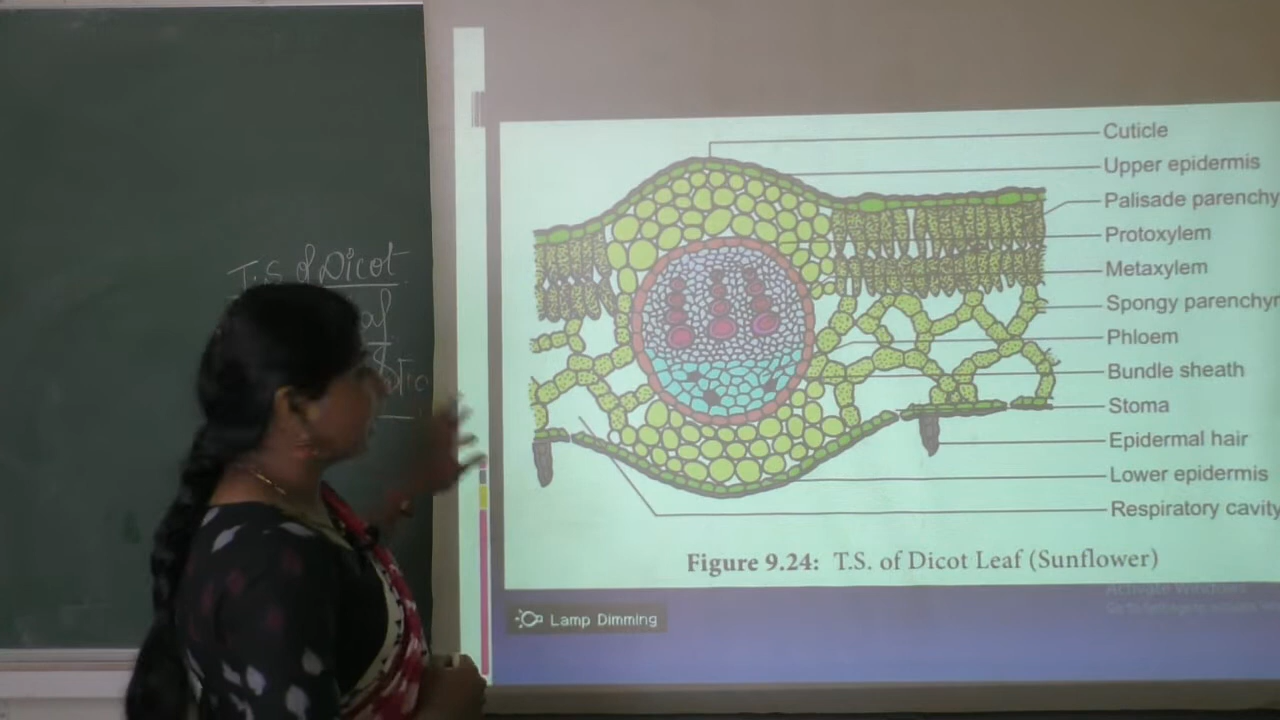 T.S. of Dicot
Cuticle
Upper epidermis
Palisade parenchy
Protoxylem
Metaxylem
Spongy parenchyr
Phloem
Bundle sheath
Stoma
Epidermal hair
Lower epidermis
Respiratory cavity
Figure 9.24: T.S. of Dicot Leaf (Sunflower)
Lamp Dimming